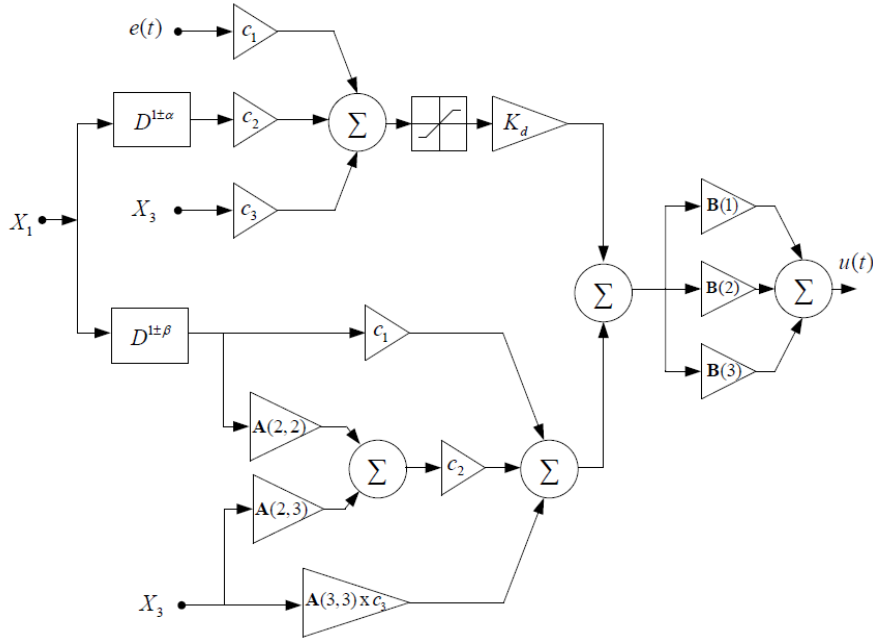 e(t)
c₁
D¹±α
c₂
∑
K_d
X₃
c₃
X₁
B(1)
u(t)
∑
B(2)
∑
B(3)
D¹±β
c₁
A(2,2)
∑
c₂
∑
A(2,3)
X₃
A(3,3) x c₃